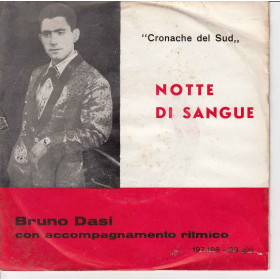 "Cronache del Sud„
NOTTE
DI SANGUE
Bruno Dasi
con accompagnamento ritmico